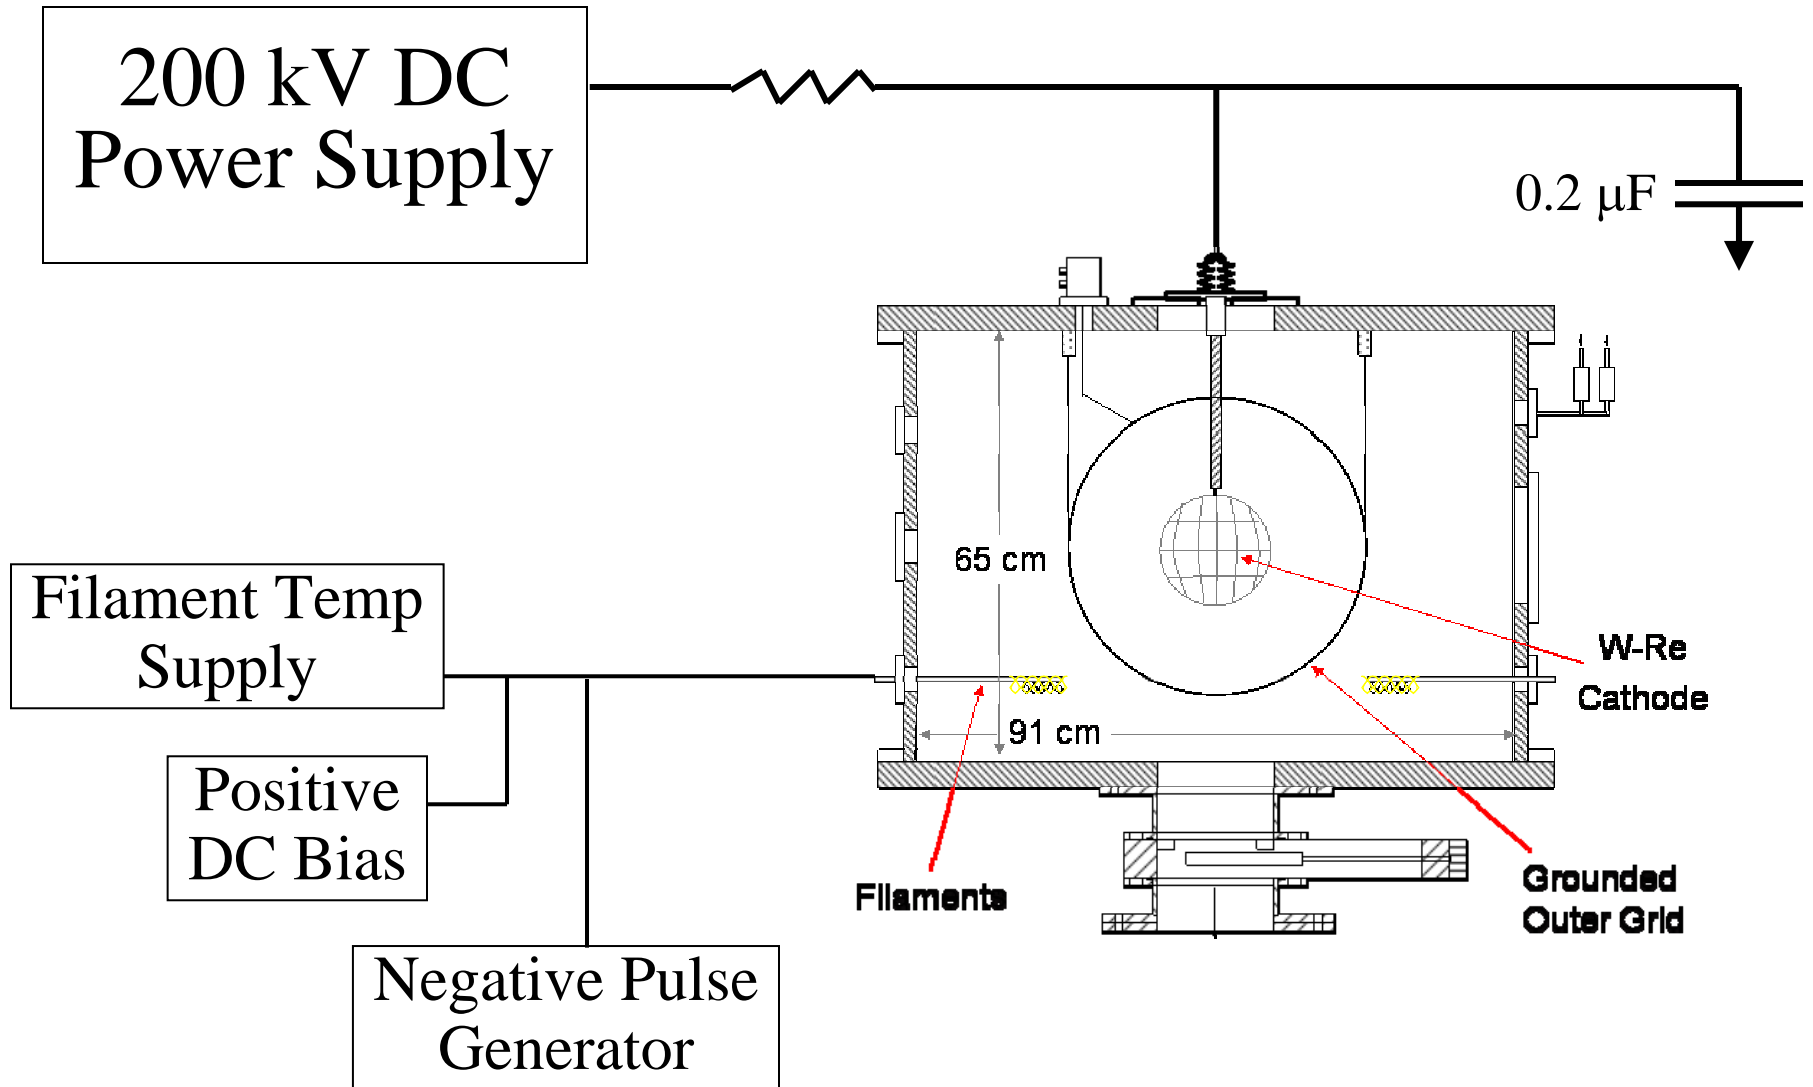 200 kV DC
Power Supply
0.2 μF
65 cm
Filament Temp
Supply
W-Re
Cathode
91 cm
Positive
DC Bias
Filaments
Grounded
Outer Grid
Negative Pulse
Generator